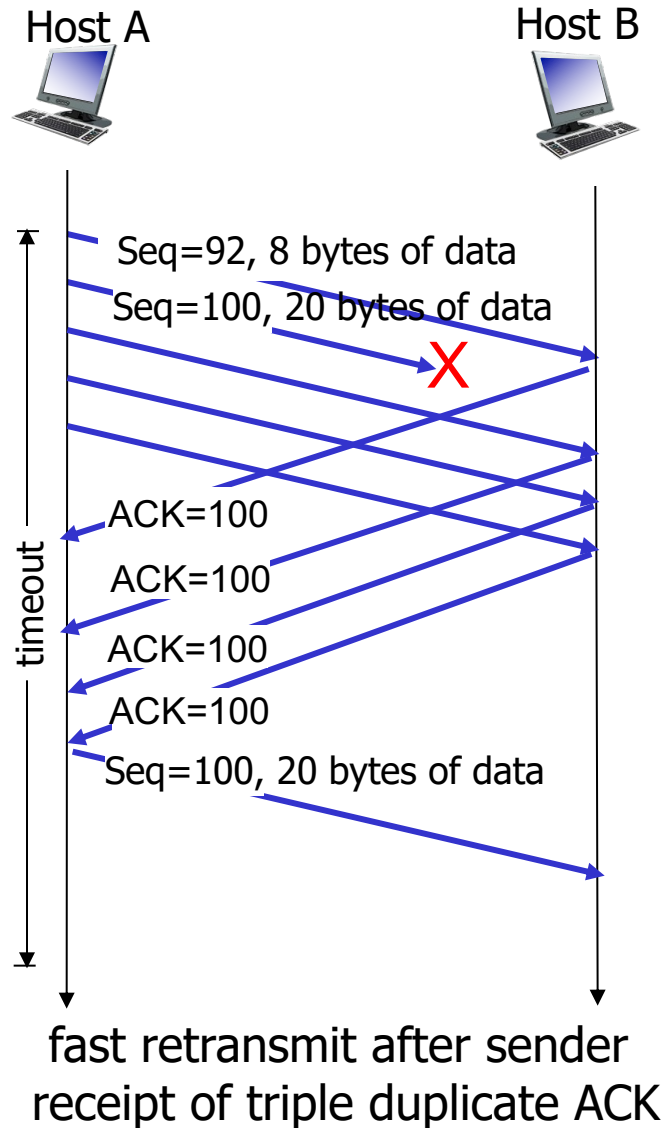 Host A
Host B
Seq=92, 8 bytes of data
Seq=100, 20 bytes of data
X
ACK=100
timeout
ACK=100
ACK=100
ACK=100
Seq=100, 20 bytes of data
fast retransmit after sender
receipt of triple duplicate ACK